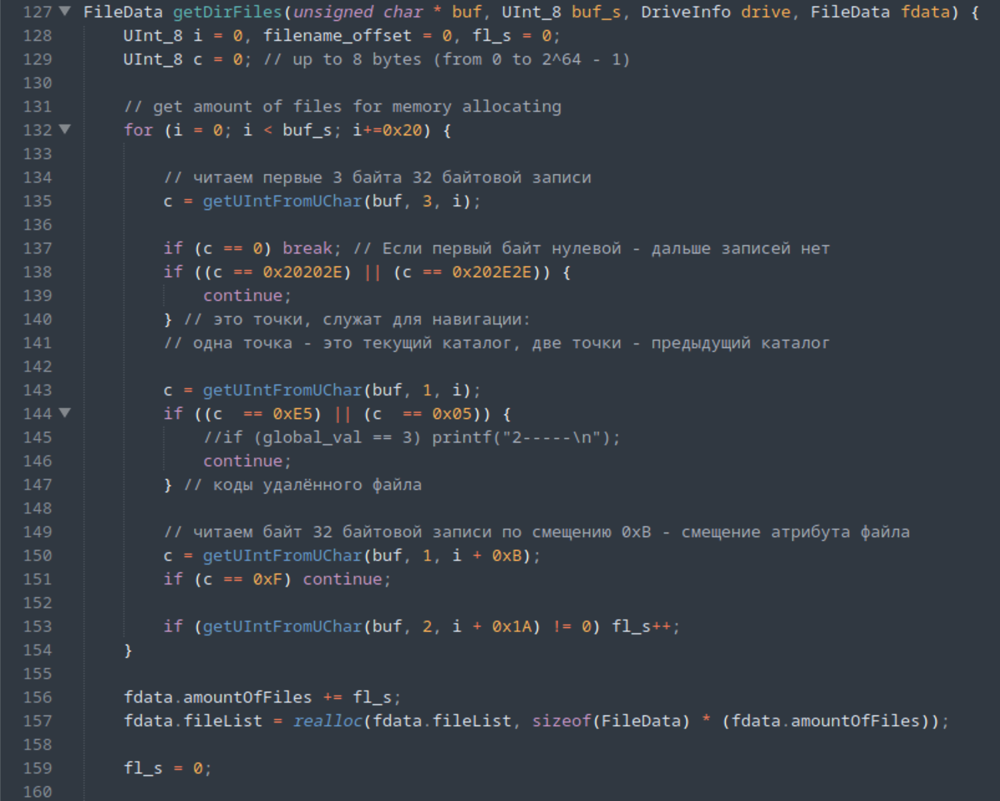 127 ▼ FileData getDirFiles(unsigned char * buf, UInt_8 buf_s, DriveInfo drive, FileData fdata) {
128     UInt_8 i = 0, filename_offset = 0, fl_s = 0;
129     UInt_8 c = 0; // up to 8 bytes (from 0 to 2^64 - 1)
130
131     // get amount of files for memory allocating
132 ▼     for (i = 0; i < buf_s; i+=0x20) {
133
134         // читаем первые 3 байта 32 байтовой записи
135         c = getUIntFromUChar(buf, 3, i);
136
137         if (c == 0) break; // Если первый байт нулевой - дальше записей нет
138         if ((c == 0x20202E) || (c == 0x202E2E)) {
139             continue;
140         } // это точки, служат для навигации:
141         // одна точка - это текущий каталог, две точки - предыдущий каталог
142
143         c = getUIntFromUChar(buf, 1, i);
144 ▼         if ((c  == 0xE5) || (c  == 0x05)) {
145             //if (global_val == 3) printf("2-----\n");
146             continue;
147         } // коды удалённого файла
148
149         // читаем байт 32 байтовой записи по смещению 0xB - смещение атрибута файла
150         c = getUIntFromUChar(buf, 1, i + 0xB);
151         if (c == 0xF) continue;
152
153         if (getUIntFromUChar(buf, 2, i + 0x1A) != 0) fl_s++;
154     }
155
156     fdata.amountOfFiles += fl_s;
157     fdata.fileList = realloc(fdata.fileList, sizeof(FileData) * (fdata.amountOfFiles));
158
159     fl_s = 0;
160